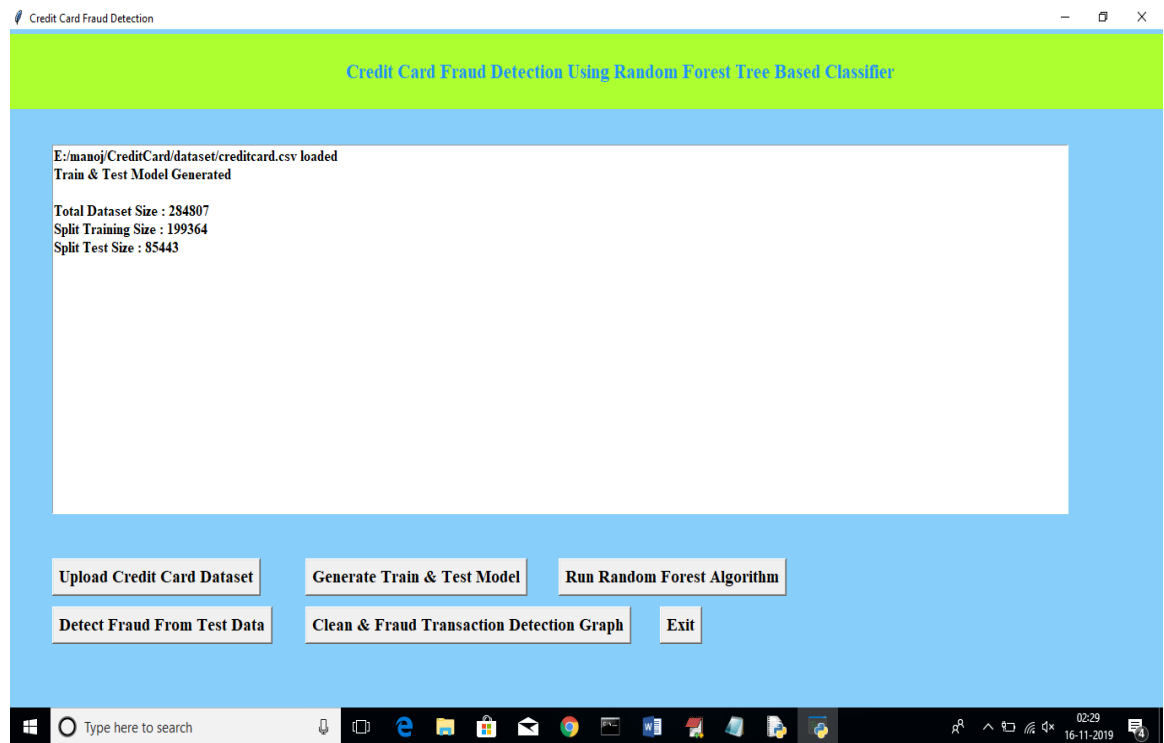 Credit Card Fraud Detection
Credit Card Fraud Detection Using Random Forest Tree Based Classifier
E:/manoj/CreditCard/dataset/creditcard.csv loaded
Train & Test Model Generated
Total Dataset Size : 284807
Split Training Size : 199364
Split Test Size : 85443
Upload Credit Card Dataset Generate Train & Test Model Run Random Forest Algorithm
Detect Fraud From Test Data Clean & Fraud Transaction Detection Graph Exit
Type here to search
02:29
16-11-2019
4